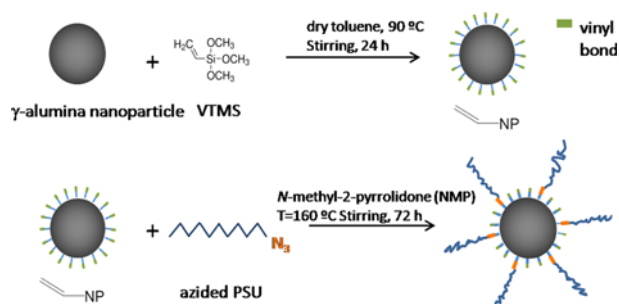 dry toluene, 90 ºC
Stirring, 24 h
vinyl
bond
H₂C
OCH₃
Si-OCH₃
OCH₃
+
γ-alumina nanoparticle VTMS
NP
N-methyl-2-pyrrolidone (NMP)
T=160 ºC Stirring, 72 h
+
N₃
azided PSU
NP